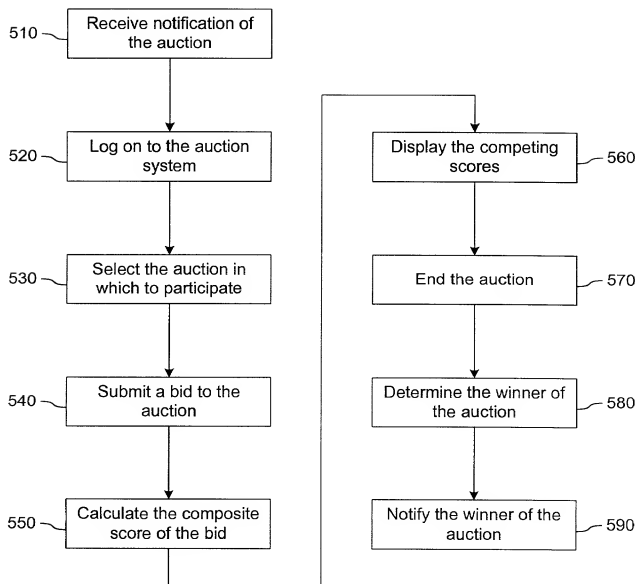 510
Receive notification of
the auction
520
Log on to the auction
system
530
Select the auction in
which to participate
540
Submit a bid to the
auction
550
Calculate the composite
score of the bid
Display the competing
scores
560
End the auction
570
Determine the winner of
the auction
580
Notify the winner of the
auction
590